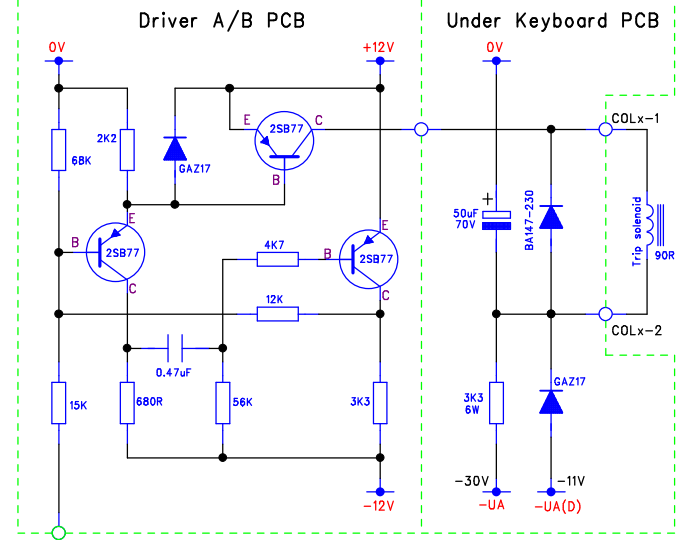 Driver A/B PCB
Under Keyboard PCB
0V
+12V
0V
COLx-1
E
2SB77
C
2K2
68K
GAZ17
B
E
B
2SB77
C
4K7
B
E
2SB77
C
12K
+
50uF
70V
BA147-230
Trip solenoid
90R
COLx-2
0.47uF
15K
680R
56K
3K3
3K3
6W
GAZ17
-12V
-30V
-UA
-11V
-UA(D)